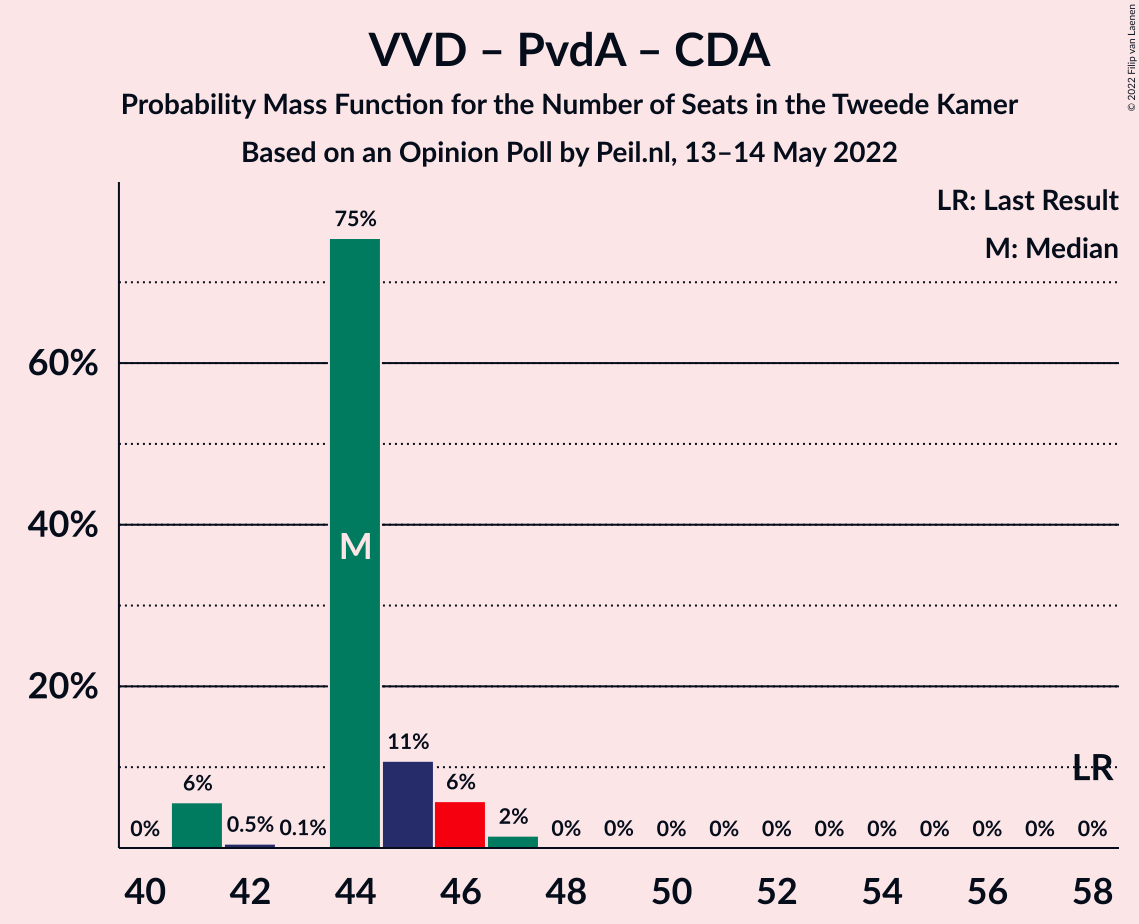 VVD – PvdA – CDA
Probability Mass Function for the Number of Seats in the Tweede Kamer
Based on an Opinion Poll by Peil.nl, 13–14 May 2022
© 2022 Filip van Laenen
LR: Last Result
M: Median
60%
40%
20%
0%
6%
0.5%
0.1%
75%
M
11%
6%
2%
0%
0%
0%
0%
0%
0%
0%
0%
0%
0%
0%
LR
40 42 44 46 48 50 52 54 56 58